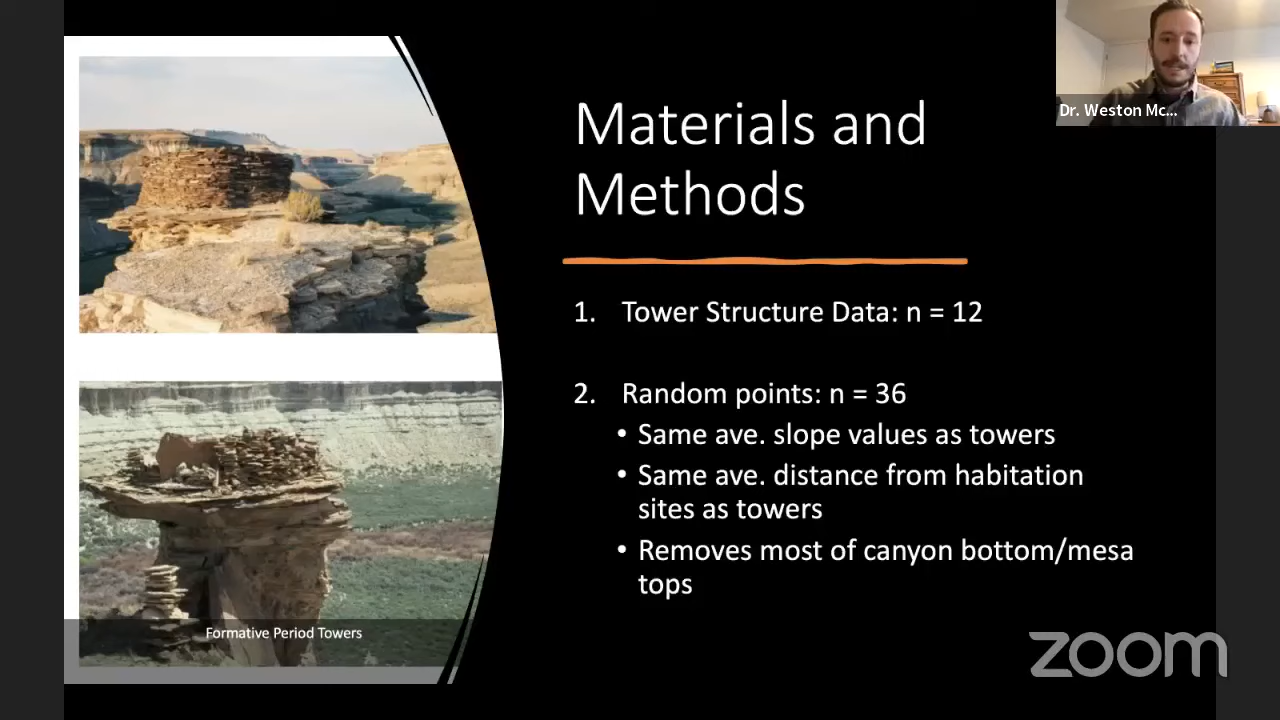 Dr. Weston Mc...
Materials and
Methods
1. Tower Structure Data: n = 12
2. Random points: n = 36
• Same ave. slope values as towers
• Same ave. distance from habitation
sites as towers
• Removes most of canyon bottom/mesa
tops
Formative Period Towers
zoom